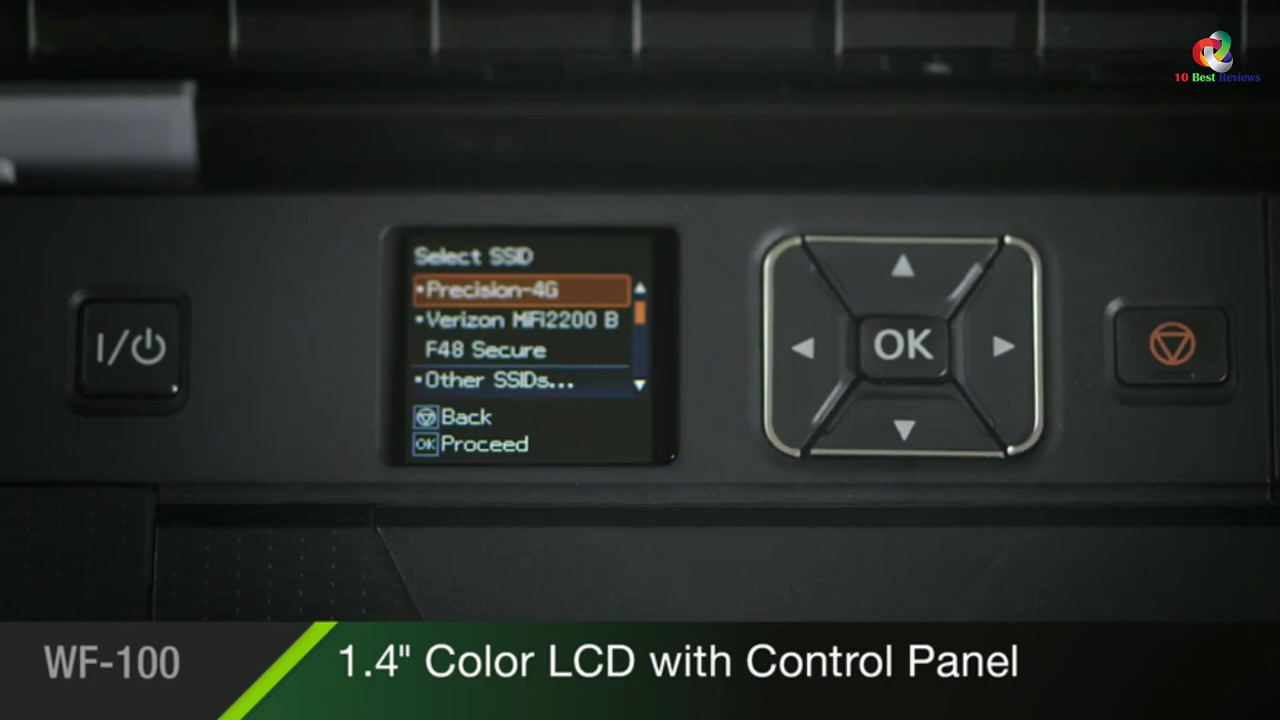 10 Best Reviews
Select SSID
•Precision-4G
•Verizon MiFi2200 B
F48 Secure
•Other SSIDs...
Back
OK Proceed
OK
WF-100
1.4" Color LCD with Control Panel